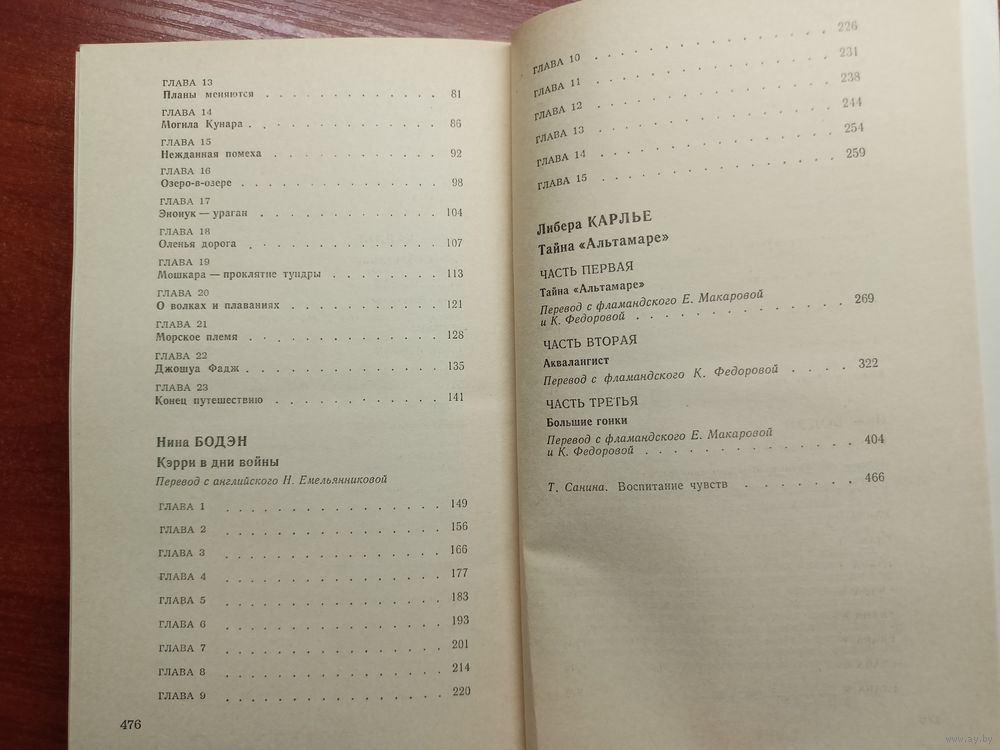 ГЛАВА 13
Планы меняются . . . . . . . . . . . . . 81
ГЛАВА 14
Могила Кунара . . . . . . . . . . . . . 86
ГЛАВА 15
Нежданная помеха . . . . . . . . . . . . 92
ГЛАВА 16
Озеро-в-озере . . . . . . . . . . . . . . 98
ГЛАВА 17
Энонук — ураган . . . . . . . . . . . . 104
ГЛАВА 18
Оленья дорога . . . . . . . . . . . . . 107
ГЛАВА 19
Мошкара — проклятие тундры . . . . . . . 113
ГЛАВА 20
О волках и плаваниях . . . . . . . . . . 121
ГЛАВА 21
Морское племя . . . . . . . . . . . . . 128
ГЛАВА 22
Джошуа Фадж . . . . . . . . . . . . . . 135
ГЛАВА 23
Конец путешествию . . . . . . . . . . . 141
Нина БОДЭН
Кэрри в дни войны
Перевод с английского Н. Емельянниковой
ГЛАВА 1 . . . . . . . . . . . . . . 149
ГЛАВА 2 . . . . . . . . . . . . . . 156
ГЛАВА 3 . . . . . . . . . . . . . . 166
ГЛАВА 4 . . . . . . . . . . . . . . 177
ГЛАВА 5 . . . . . . . . . . . . . . 183
ГЛАВА 6 . . . . . . . . . . . . . . 193
ГЛАВА 7 . . . . . . . . . . . . . . 201
ГЛАВА 8 . . . . . . . . . . . . . . 214
ГЛАВА 9 . . . . . . . . . . . . . . 220
476
ГЛАВА 10 . . . . . . . . . . . . . . 226
ГЛАВА 11 . . . . . . . . . . . . . . 231
ГЛАВА 12 . . . . . . . . . . . . . . 238
ГЛАВА 13 . . . . . . . . . . . . . . 244
ГЛАВА 14 . . . . . . . . . . . . . . 254
ГЛАВА 15 . . . . . . . . . . . . . . 259
Либера КАРЛЬЕ
Тайна «Альтамаре»
ЧАСТЬ ПЕРВАЯ
Тайна «Альтамаре»
Перевод с фламандского Е. Макаровой
и К. Федоровой . . . . . . . . . . . . . 269
ЧАСТЬ ВТОРАЯ
Аквалангист
Перевод с фламандского К. Федоровой . . . . 322
ЧАСТЬ ТРЕТЬЯ
Большие гонки
Перевод с фламандского Е. Макаровой
и К. Федоровой . . . . . . . . . . . . . 404
Т. Санина. Воспитание чувств . . . . . . . 466
www.ay.by